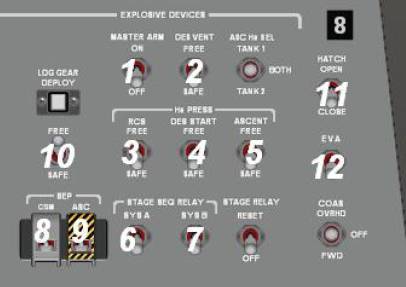 EXPLOSIVE DEVICES
8
MASTER ARM
ON
1
OFF
DES VENT
FREE
2
SAFE
ASC He SEL
TANK 1
BOTH
TANK 2
HATCH
OPEN
11
CLOSE
LDG GEAR
DEPLOY
FREE
10
SAFE
He PRESS
RCS
FREE
3
SAFE
DES START
FREE
4
SAFE
ASCENT
FREE
5
SAFE
EVA
12
SEP
CSM
8
ASC
9
STAGE SEQ RELAY
SYS A
6
SYS B
7
STAGE RELAY
RESET
OFF
COAS
OVRHD
OFF
FWD